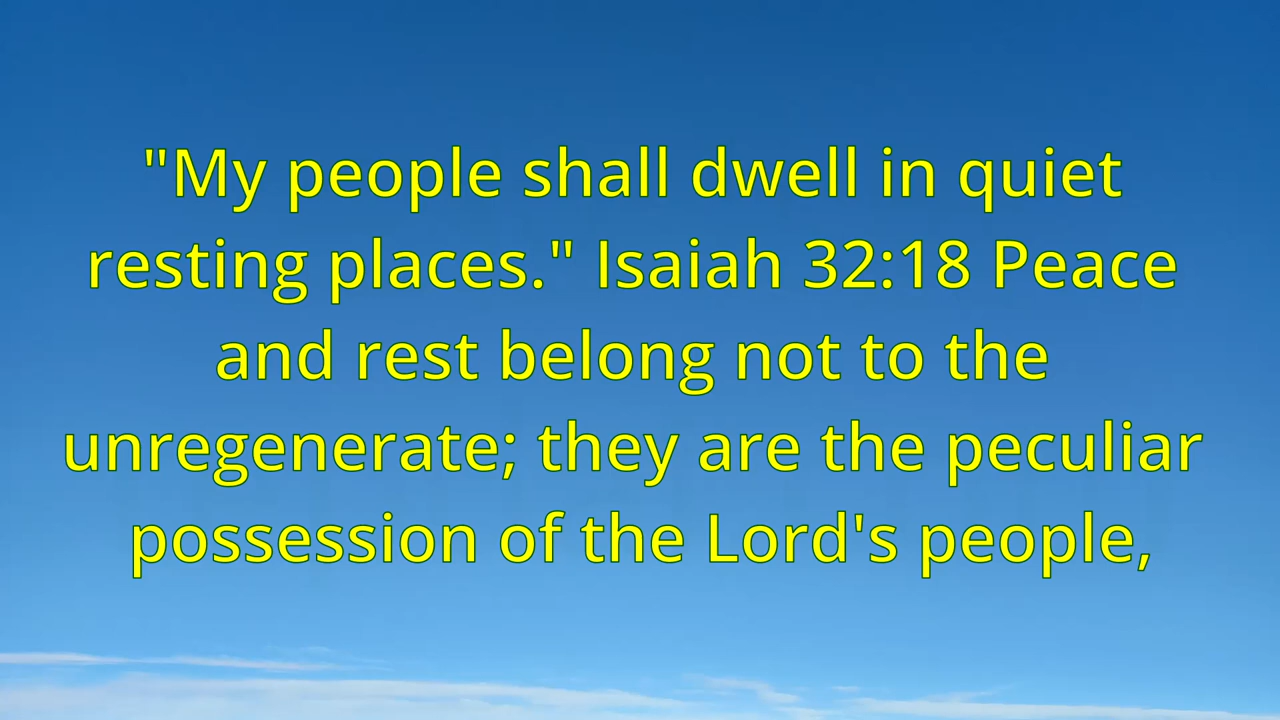 "My people shall dwell in quiet
resting places." Isaiah 32:18 Peace
and rest belong not to the
unregenerate; they are the peculiar
possession of the Lord's people,